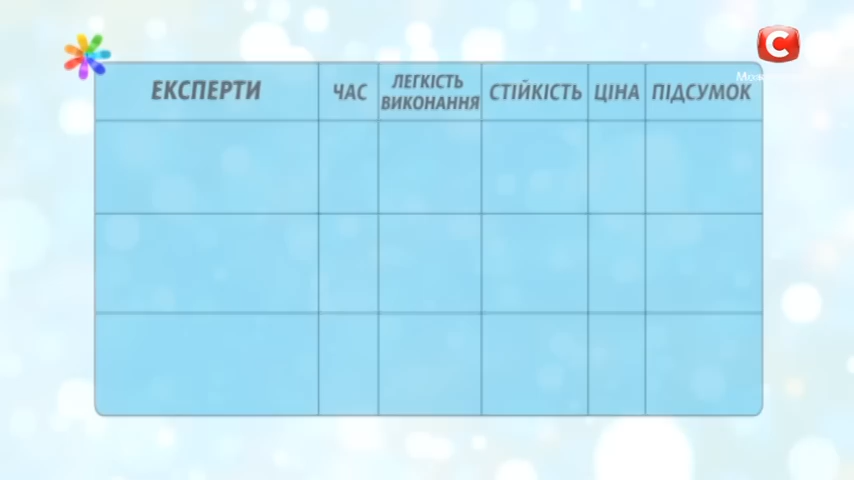 ЕКСПЕРТИ
ЧАС
ЛЕГКІСТЬ
ВИКОНАННЯ
СТІЙКІСТЬ
ЦІНА
ПІДСУМОК